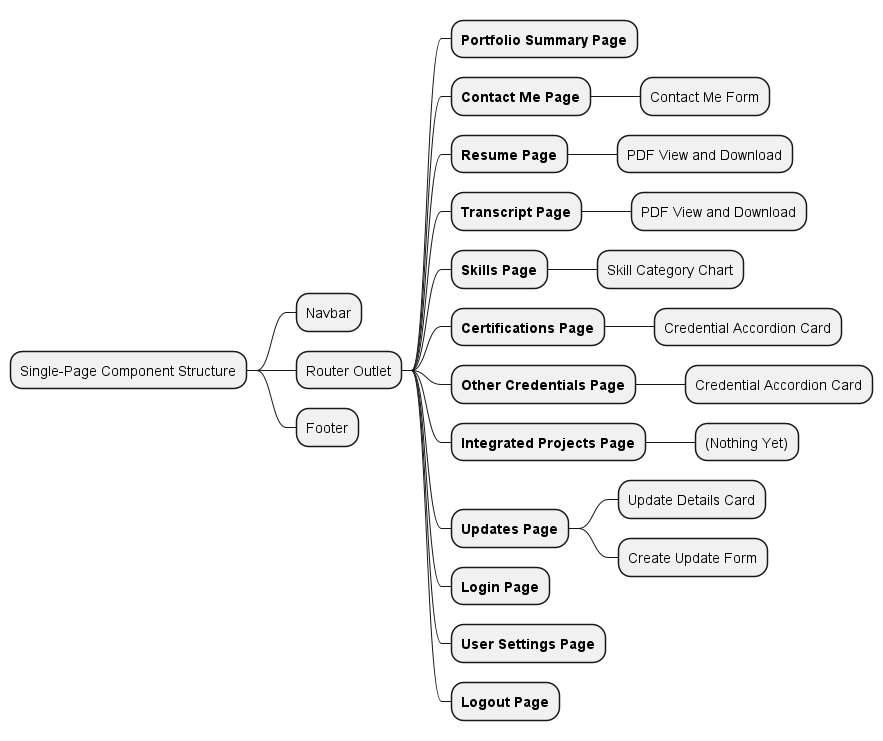 Single-Page Component Structure
Navbar
Router Outlet
Portfolio Summary Page
Contact Me Page
Contact Me Form
Resume Page
PDF View and Download
Transcript Page
PDF View and Download
Skills Page
Skill Category Chart
Certifications Page
Credential Accordion Card
Other Credentials Page
Credential Accordion Card
Integrated Projects Page
(Nothing Yet)
Updates Page
Update Details Card
Create Update Form
Login Page
User Settings Page
Logout Page
Footer